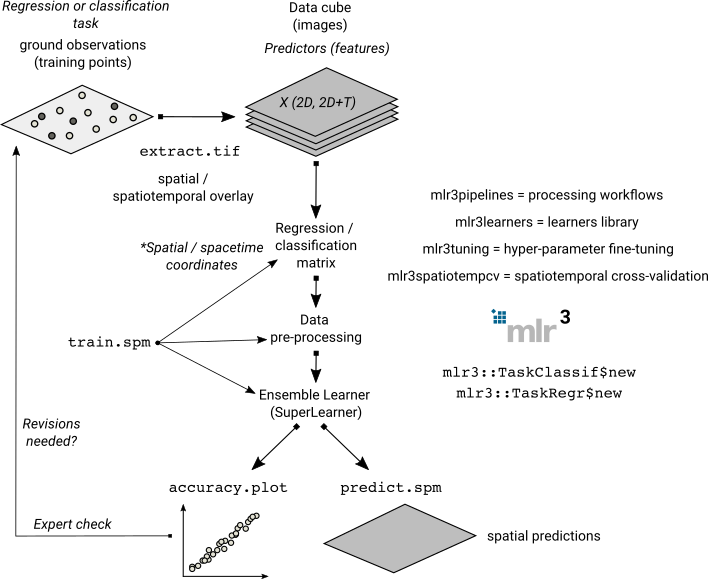 Regression or classification
task
ground observations
(training points)
Data cube
(images)
Predictors (features)
X (2D, 2D+T)
extract.tif
spatial /
spatiotemporal overlay
mlr3pipelines = processing workflows
mlr3learners = learners library
mlr3tuning = hyper-parameter fine-tuning
mlr3spatiotempcv = spatiotemporal cross-validation
Regression /
classification
matrix
*Spatial / spacetime
coordinates
mlr3
Data
pre-processing
train.spm
mlr3::TaskClassif$new
mlr3::TaskRegr$new
Ensemble Learner
(SuperLearner)
Revisions
needed?
accuracy.plot
predict.spm
Expert check
spatial predictions